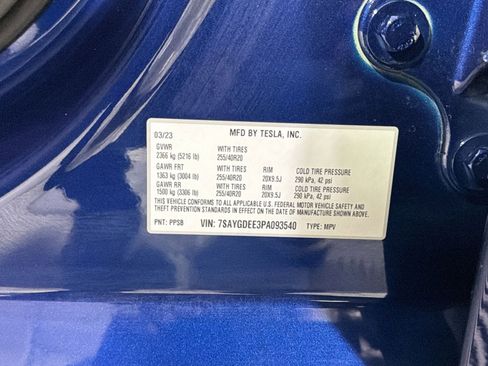 03/23 MFD BY TESLA, INC.
GVWR WITH TIRES
2366 kg (5216 lb) 255/40R20
GAWR FRT WITH TIRES RIM COLD TIRE PRESSURE
1363 kg (3004 lb) 255/40R20 20X9.5J 290 kPa, 42 psi
GAWR RR WITH TIRES RIM COLD TIRE PRESSURE
1500 kg (3306 lb) 255/40R20 20X9.5J 290 kPa, 42 psi
THIS VEHICLE CONFORMS TO ALL APPLICABLE U.S. FEDERAL MOTOR VEHICLE SAFETY AND
THEFT PREVENTION STANDARDS IN EFFECT ON THE DATE OF MANUFACTURE SHOWN ABOVE.
PNT: PPSB VIN: 7SAYGDEE3PA093540 TYPE: MPV